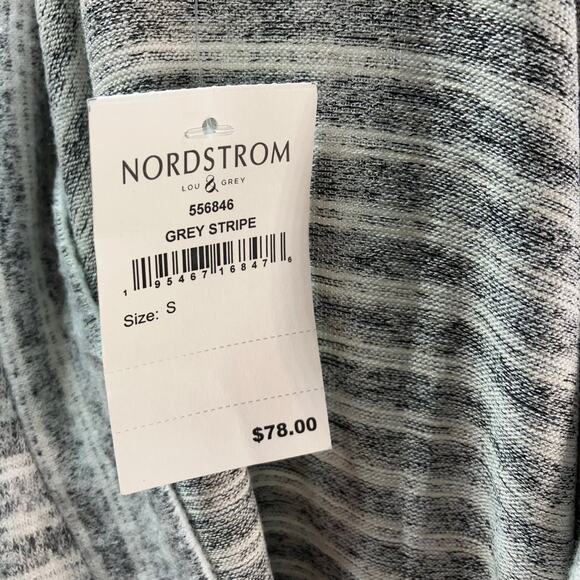 NORDSTROM
LOU & GREY
556846
GREY STRIPE
1 95467 16847 6
Size: S
$78.00